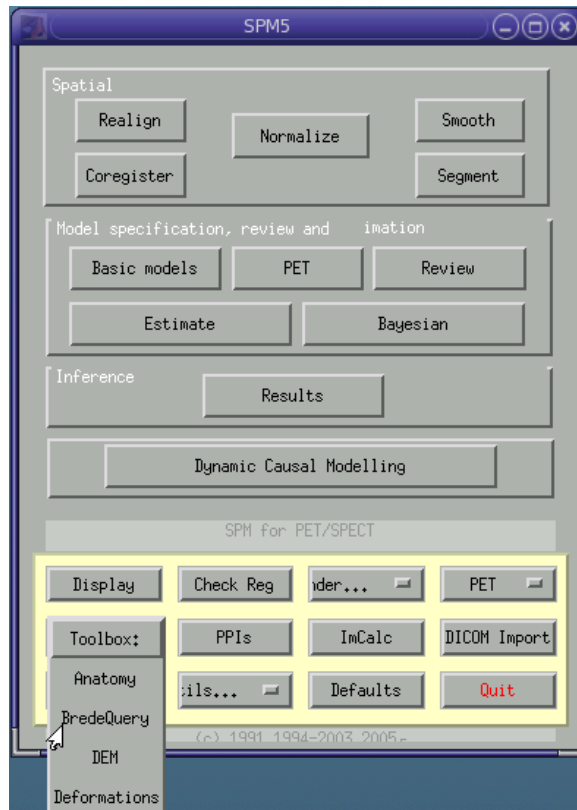 SPM5
Spatial
Realign
Normalize
Smooth
Coregister
Segment
Model specification, review and imation
Basic models
PET
Review
Estimate
Bayesian
Inference
Results
Dynamic Causal Modelling
SPM for PET/SPECT
Display
Check Reg
nder...
PET
Toolbox:
PPIs
ImCalc
DICOM Import
Anatomy
ils...
Defaults
Quit
BredeQuery
(c) 1991,1994-2003,2005-
DEM
Deformations